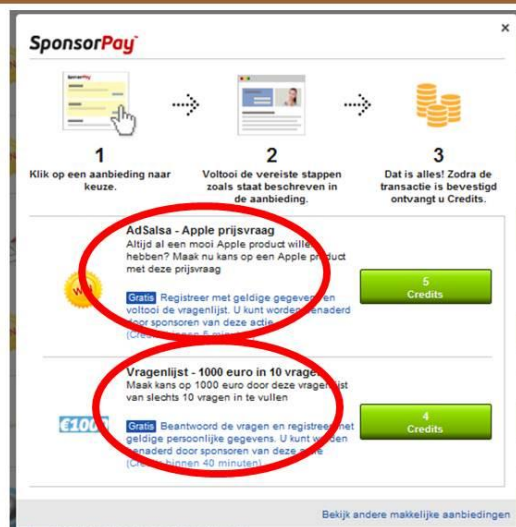 SponsorPay
1
2
3
Klik op een aanbieding naar
keuze.
Voltooi de vereiste stappen
zoals staat beschreven in
de aanbieding.
Dat is alles! Zodra de
transactie is bevestigd
ontvangt u Credits.
AdSalsa - Apple prijsvraag
Altijd al een mooi Apple product
hebben? Maak nu kans op een Apple product
met deze prijsvraag
Gratis Registreer met geldige gegevens en
voltooi de vragenlijst. U kunt worden benaderd
door sponsoren van deze actie
5
Credits
Vragenlijst - 1000 euro in 10 vragen
Maak kans op 1000 euro door deze vragenlijst
van slechts 10 vragen in te vullen
€1000
Gratis Beantwoord de vragen en registreer met
geldige persoonlijke gegevens. U kunt worden
benaderd door sponsoren van deze actie
(Credits binnen 40 minuten)
4
Credits
Bekijk andere makkelijke aanbiedingen